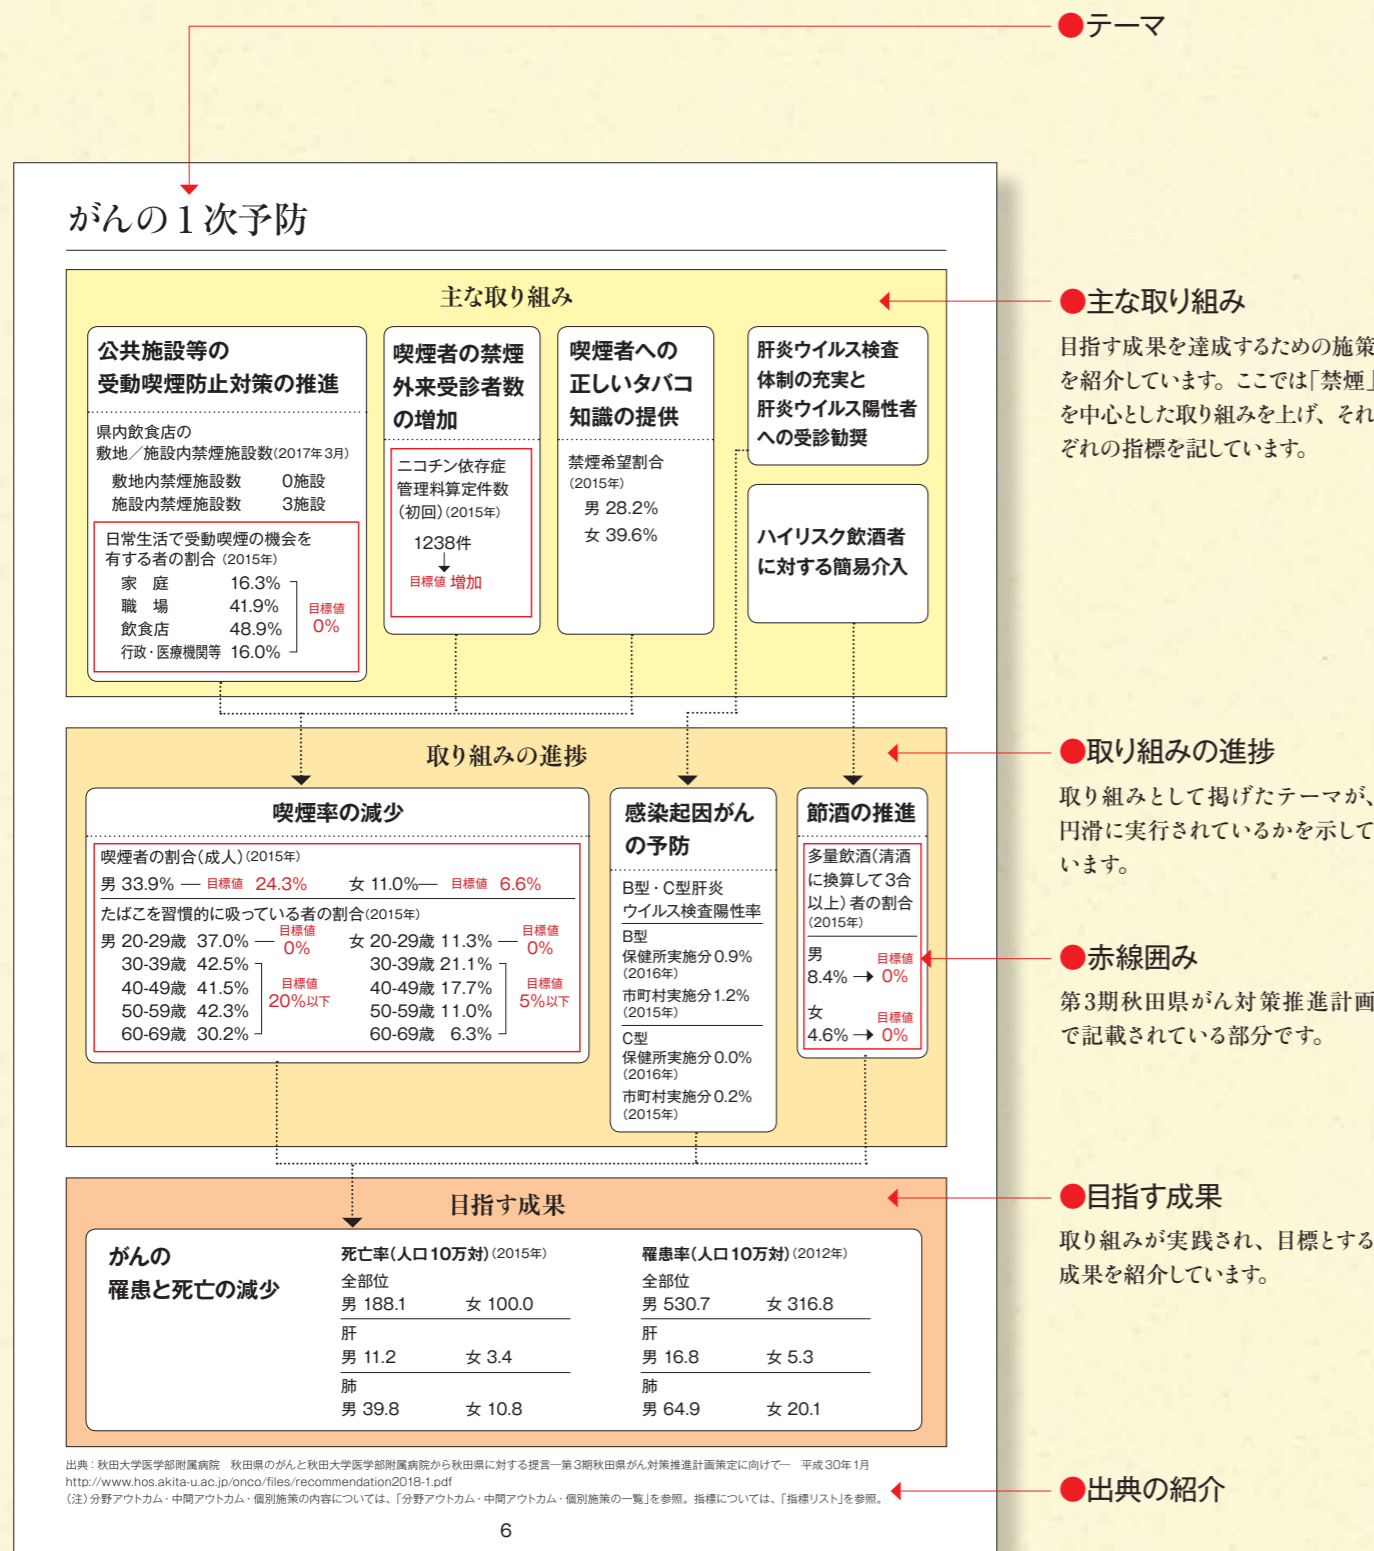 ●テーマ
がんの1次予防
主な取り組み
公共施設等の
受動喫煙防止対策の推進
県内飲食店の
敷地／施設内禁煙施設数(2017年3月)
敷地内禁煙施設数 0施設
施設内禁煙施設数 3施設
日常生活で受動喫煙の機会を
有する者の割合 (2015年)
家 庭 16.3%
職 場 41.9%
飲食店 48.9%
行政・医療機関等 16.0%
目標値
0%
喫煙者の禁煙
外来受診者数
の増加
ニコチン依存症
管理料算定件数
(初回)(2015年)
1238件
目標値 増加
喫煙者への
正しいタバコ
知識の提供
禁煙希望割合
(2015年)
男 28.2%
女 39.6%
肝炎ウイルス検査
体制の充実と
肝炎ウイルス陽性者
への受診勧奨
ハイリスク飲酒者
に対する簡易介入
●主な取り組み
目指す成果を達成するための施策
を紹介しています。ここでは「禁煙」
を中心とした取り組みを上げ、それ
ぞれの指標を記しています。
取り組みの進捗
喫煙率の減少
喫煙者の割合(成人)(2015年)
男 33.9% — 目標値 24.3% 女 11.0%— 目標値 6.6%
たばこを習慣的に吸っている者の割合(2015年)
男 20-29歳 37.0% — 目標値 0%
30-39歳 42.5%
40-49歳 41.5%
50-59歳 42.3%
60-69歳 30.2%
目標値
20%以下
女 20-29歳 11.3% — 目標値 0%
30-39歳 21.1%
40-49歳 17.7%
50-59歳 11.0%
60-69歳 6.3%
目標値
5%以下
感染起因がん
の予防
B型・C型肝炎
ウイルス検査陽性率
B型
保健所実施分0.9%
(2016年)
市町村実施分1.2%
(2015年)
C型
保健所実施分0.0%
(2016年)
市町村実施分0.2%
(2015年)
節酒の推進
多量飲酒(清酒
に換算して3合
以上)者の割合
(2015年)
男
8.4% → 目標値 0%
女
4.6% → 目標値 0%
●取り組みの進捗
取り組みとして掲げたテーマが、
円滑に実行されているかを示して
います。
●赤線囲み
第3期秋田県がん対策推進計画
で記載されている部分です。
目指す成果
がんの
罹患と死亡の減少
死亡率(人口10万対)(2015年)
全部位
男 188.1 女 100.0
肝
男 11.2 女 3.4
肺
男 39.8 女 10.8
罹患率(人口10万対)(2012年)
全部位
男 530.7 女 316.8
肝
男 16.8 女 5.3
肺
男 64.9 女 20.1
●目指す成果
取り組みが実践され、目標とする
成果を紹介しています。
出典：秋田大学医学部附属病院 秋田県のがんと秋田大学医学部附属病院から秋田県に対する提言—第3期秋田県がん対策推進計画策定に向けて— 平成30年1月
http://www.hos.akita-u.ac.jp/onco/files/recommendation2018-1.pdf
(注)分野アウトカム・中間アウトカム・個別施策の内容については、「分野アウトカム・中間アウトカム・個別施策の一覧」を参照。指標については、「指標リスト」を参照。
●出典の紹介
6